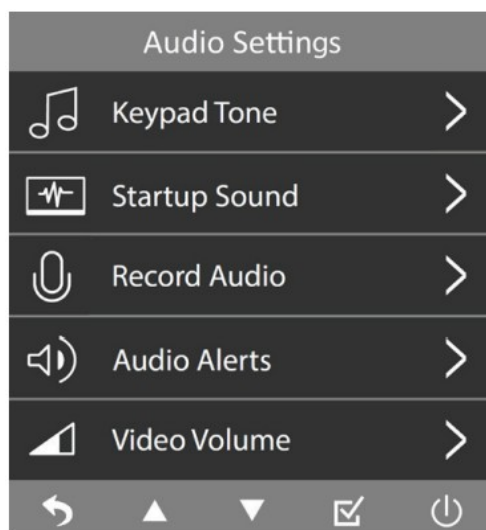 Audio Settings
Keypad Tone
Startup Sound
Record Audio
Audio Alerts
Video Volume